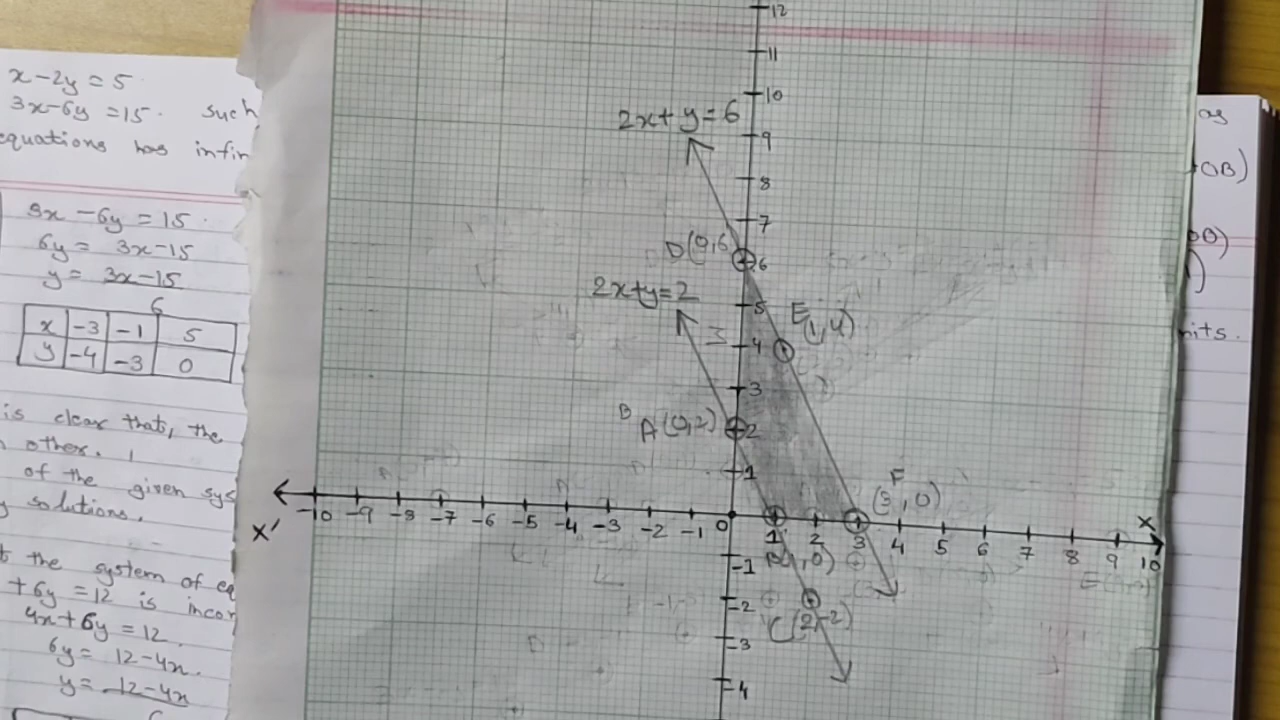 x-2y = 5
3x-6y = 15. such
equations has infin
3x-6y = 15.
6y = 3x-15
y = 3x-15
6
x -3 -1 5
y -4 -3 0
is clear that, the
other.
of the given sys
solutions.
the system of eq
+6y = 12 is incor
4x+6y = 12
6y = 12-4x.
y = 12-4x
12
11
10
2x+y=6
9
8
7
D(0,6
6
2x+y=2
5
E(1,4)
4
3
B A(0,2)
2
1
F
(3,0)
X' -10 -9 -8 -7 -6 -5 -4 -3 -2 -1 0 1 2 3 4 5 6 7 8 9 10 X
-1
B(1,0)
-2
C(2,-2)
-3
-4
as
OB)
nits.